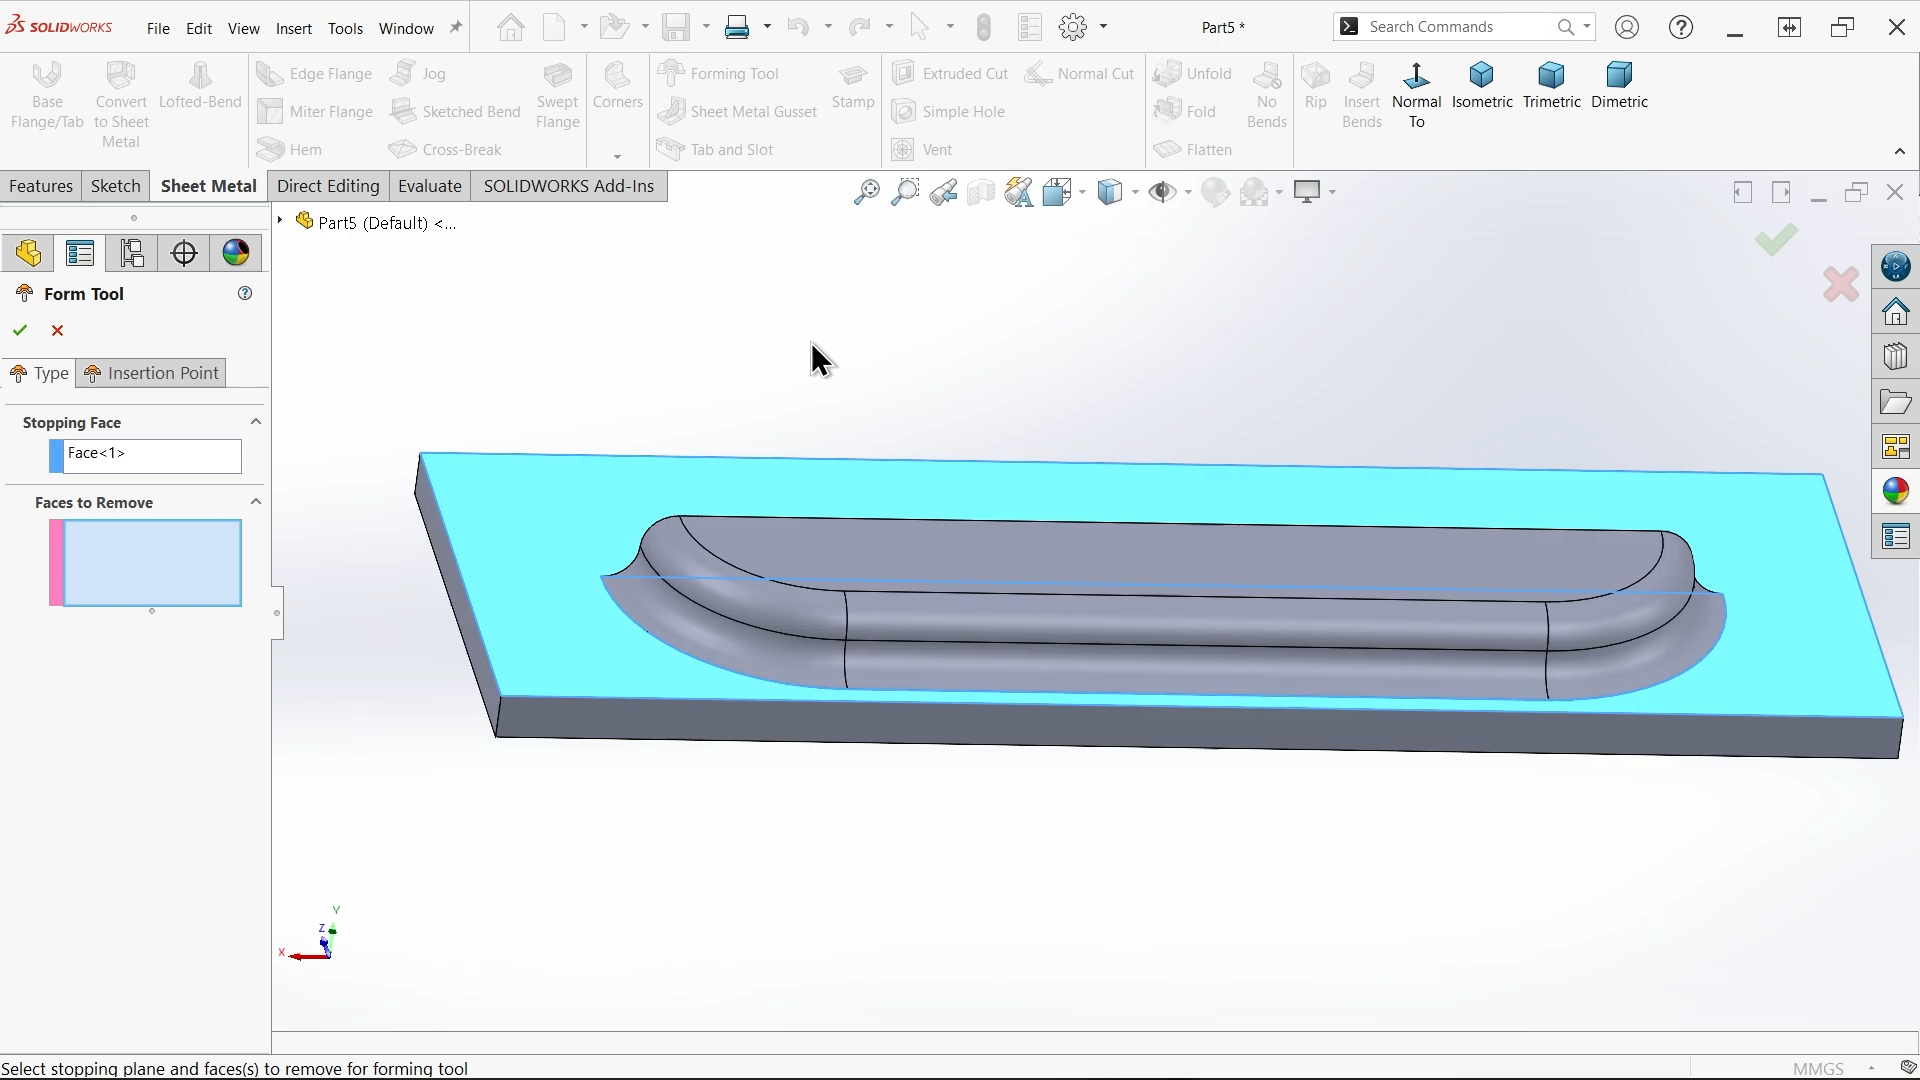 SOLIDWORKS File Edit View Insert Tools Window Part5 * Search Commands
Base Flange/Tab
Convert to Sheet Metal
Lofted-Bend
Edge Flange
Miter Flange
Hem
Jog
Sketched Bend
Cross-Break
Swept Flange
Corners
Forming Tool
Sheet Metal Gusset
Tab and Slot
Stamp
Extruded Cut
Simple Hole
Vent
Normal Cut
Unfold
Fold
Flatten
No Bends
Rip
Insert Bends
Normal To
Isometric
Trimetric
Dimetric
Features Sketch Sheet Metal Direct Editing Evaluate SOLIDWORKS Add-Ins
Part5 (Default) <...
Form Tool
Type Insertion Point
Stopping Face
Face<1>
Faces to Remove
Y
Z
X
Select stopping plane and faces(s) to remove for forming tool
MMGS